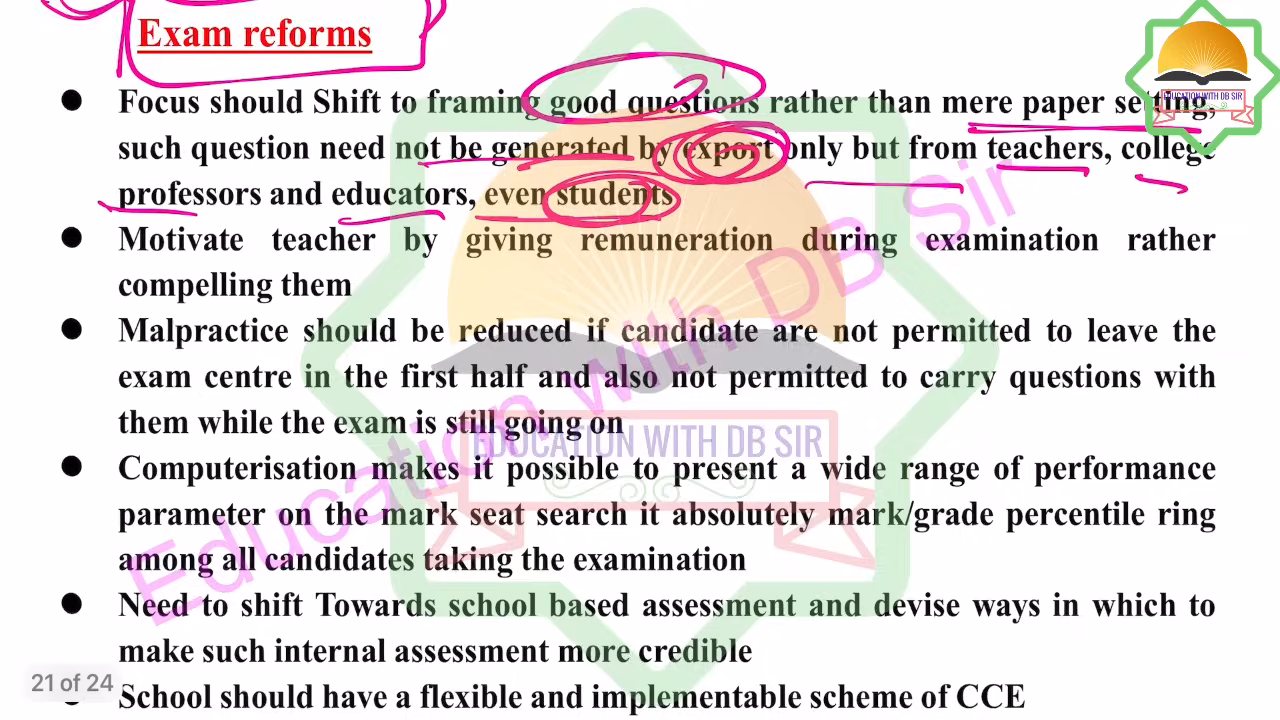 Exam reforms
● Focus should Shift to framing good questions rather than mere paper setting,
such question need not be generated by export only but from teachers, college
professors and educators, even students
● Motivate teacher by giving remuneration during examination rather
compelling them
● Malpractice should be reduced if candidate are not permitted to leave the
exam centre in the first half and also not permitted to carry questions with
them while the exam is still going on
● Computerisation makes it possible to present a wide range of performance
parameter on the mark seat search it absolutely mark/grade percentile ring
among all candidates taking the examination
● Need to shift Towards school based assessment and devise ways in which to
make such internal assessment more credible
● School should have a flexible and implementable scheme of CCE
21 of 24
EDUCATION WITH DB SIR
EDUCATION WITH DB SIR
Education with DB Sir